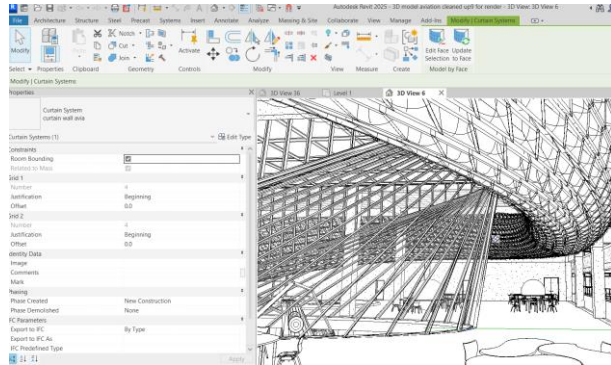 Autodesk Revit 2025 - 3D model aviation cleaned up9 for render - 3D View: 3D View 6
File Architecture Structure Steel Precast Systems Insert Annotate Analyze Massing & Site Collaborate View Manage Add-Ins Modify | Curtain Systems
Modify
Notch
Cut
Join
Activate
Edit Face Update
Selection to Face
Select Properties Clipboard Geometry Controls Modify View Measure Create Model by Face
Modify | Curtain Systems
Properties
3D View 36 Level 1 3D View 6
Curtain System
curtain wall avia
Curtain Systems (1) Edit Type
Constraints
Room Bounding
Related to Mass
Grid 1
Number 4
Justification Beginning
Offset 0.0
Grid 2
Number 4
Justification Beginning
Offset 0.0
Identity Data
Image
Comments
Mark
Phasing
Phase Created New Construction
Phase Demolished None
IFC Parameters
Export to IFC By Type
Export to IFC As
IFC Predefined Type
Apply